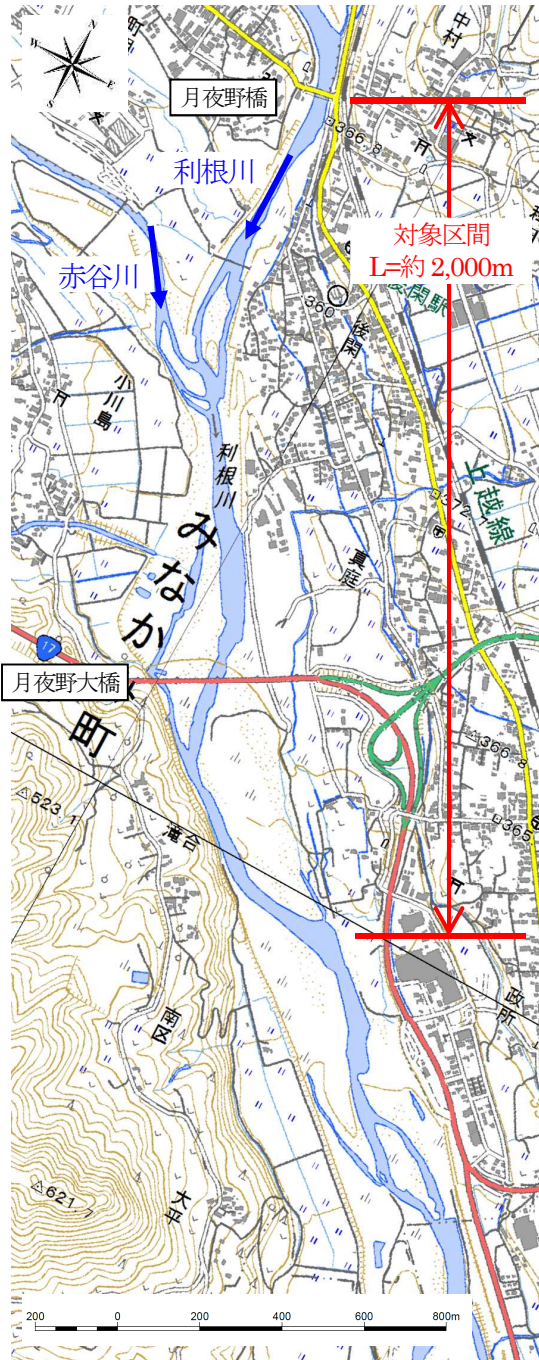 N
W
E
S
中村
月夜野橋
366.8
利根川
対象区間
L=約 2,000m
赤谷川
後閑駅
360
後閑
小川島
利根川
上越線
372.1
みなか
真庭
17
月夜野大橋
町
366.8
523.1
365
滝合
政所
南区
621.7
大平
200 0 200 400 600 800m